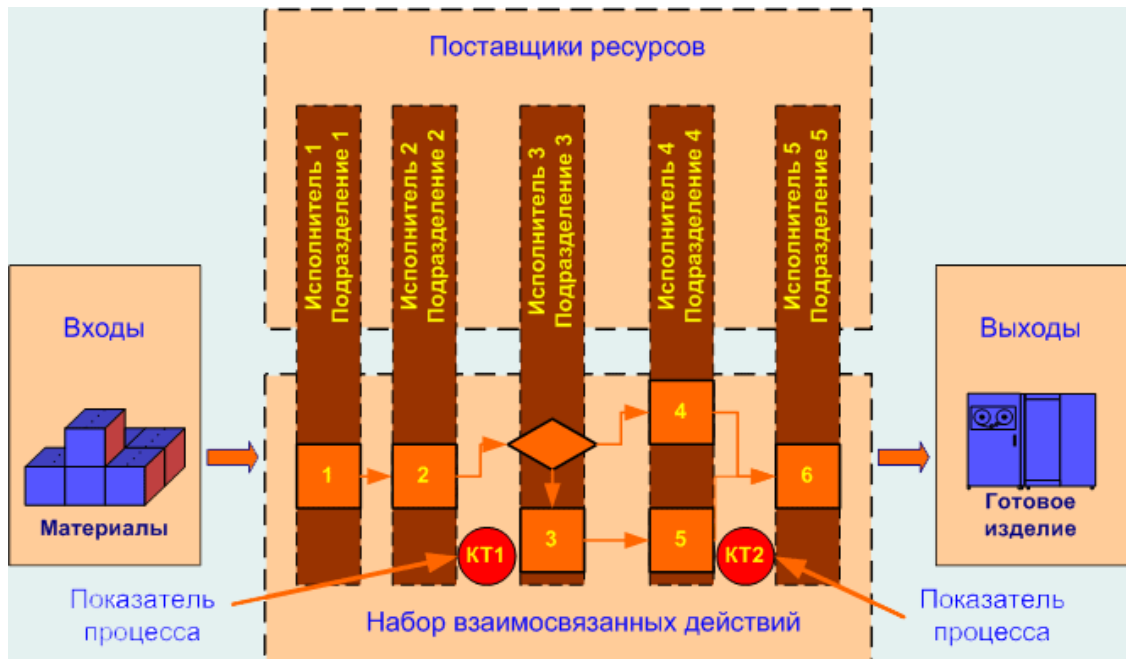 Поставщики ресурсов
Исполнитель 1
Подразделение 1
Исполнитель 2
Подразделение 2
Исполнитель 3
Подразделение 3
Исполнитель 4
Подразделение 4
Исполнитель 5
Подразделение 5
Входы
Материалы
Выходы
Готовое
изделие
1
2
3
4
5
6
КТ1
КТ2
Показатель
процесса
Набор взаимосвязанных действий
Показатель
процесса